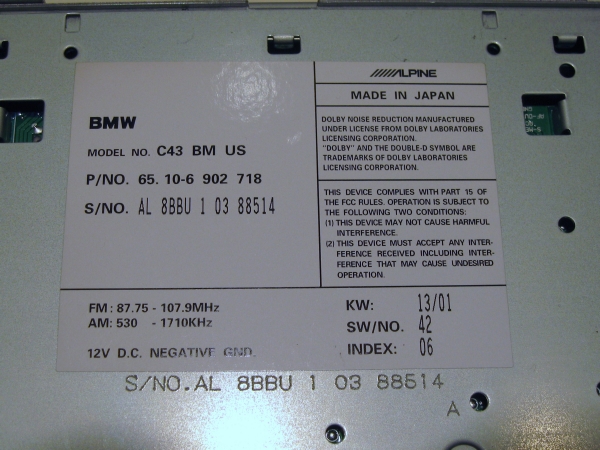 BMW
MODEL NO. C43 BM US
P/NO. 65. 10-6 902 718
S/NO. AL 8BBU 1 03 88514
ALPINE
MADE IN JAPAN
DOLBY NOISE REDUCTION MANUFACTURED
UNDER LICENSE FROM DOLBY LABORATORIES
LICENSING CORPORATION.
"DOLBY" AND THE DOUBLE-D SYMBOL ARE
TRADEMARKS OF DOLBY LABORATORIES
LICENSING CORPORATION.
THIS DEVICE COMPLIES WITH PART 15 OF
THE FCC RULES. OPERATION IS SUBJECT TO
THE FOLLOWING TWO CONDITIONS:
(1) THIS DEVICE MAY NOT CAUSE HARMFUL
INTERFERENCE.
(2) THIS DEVICE MUST ACCEPT ANY INTER-
FERENCE RECEIVED INCLUDING INTER-
FERENCE THAT MAY CAUSE UNDESIRED
OPERATION.
FM : 87.75 - 107.9MHz
AM: 530 - 1710KHz
12V D.C. NEGATIVE GND.
KW: 13/01
SW/NO. 42
INDEX: 06
S/NO.AL 8BBU 1 03 88514
A